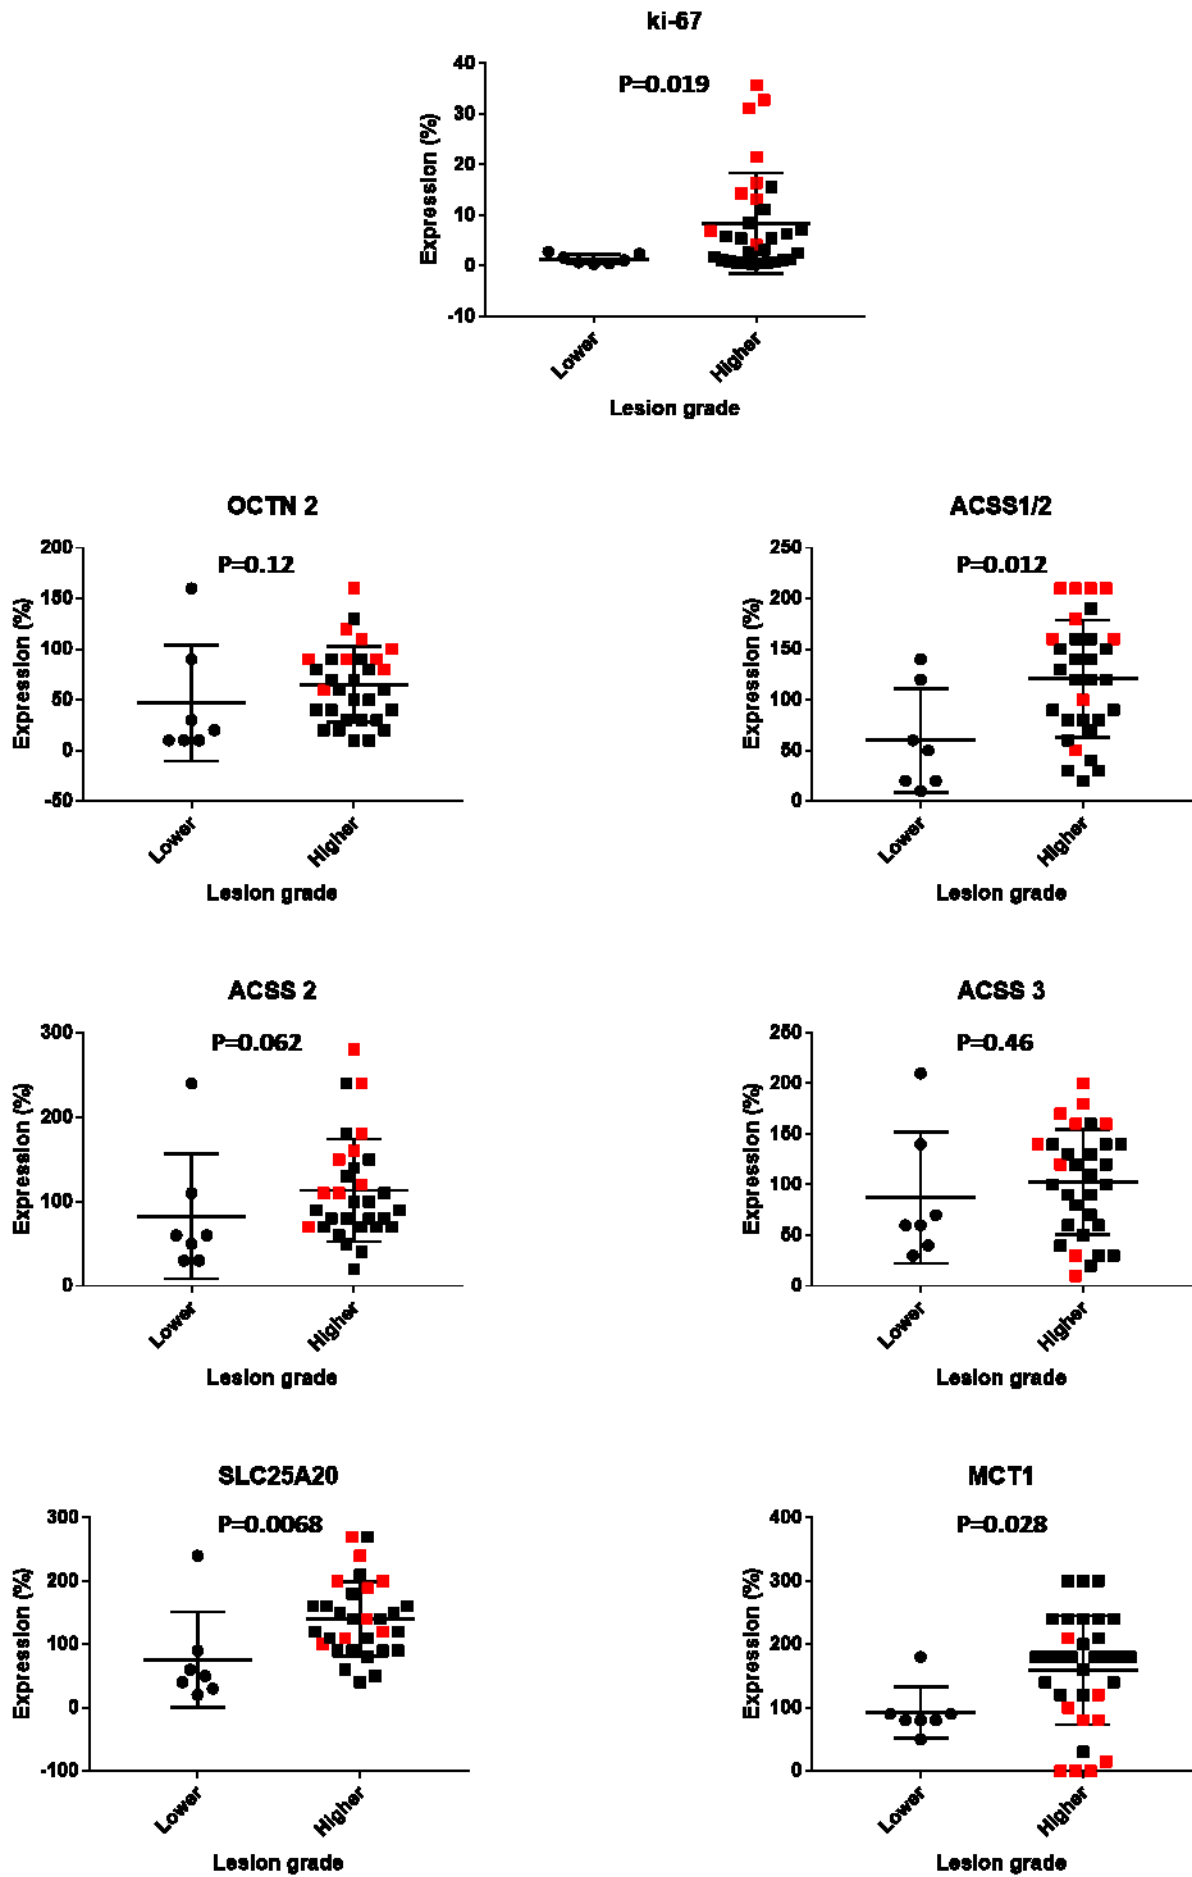 ki-67
P=0.019
40
30
20
10
0
-10
Expression (%)
Lower
Higher
Lesion grade
OCTN 2
P=0.12
200
150
100
50
0
-50
Expression (%)
Lower
Higher
Lesion grade
ACSS1/2
P=0.012
250
200
150
100
50
0
Expression (%)
Lower
Higher
Lesion grade
ACSS 2
P=0.062
300
200
100
0
Expression (%)
Lower
Higher
Lesion grade
ACSS 3
P=0.46
250
200
150
100
50
0
Expression (%)
Lower
Higher
Lesion grade
SLC25A20
P=0.0068
300
200
100
0
-100
Expression (%)
Lower
Higher
Lesion grade
MCT1
P=0.028
400
300
200
100
0
Expression (%)
Lower
Higher
Lesion grade